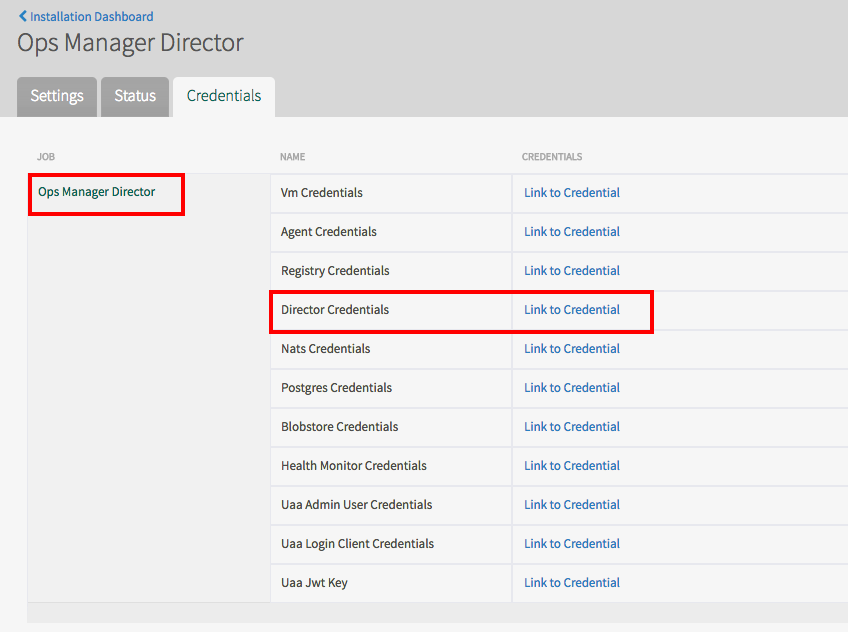 Installation Dashboard
Ops Manager Director
Settings Status Credentials
JOB NAME CREDENTIALS
Ops Manager Director Vm Credentials Link to Credential
Agent Credentials Link to Credential
Registry Credentials Link to Credential
Director Credentials Link to Credential
Nats Credentials Link to Credential
Postgres Credentials Link to Credential
Blobstore Credentials Link to Credential
Health Monitor Credentials Link to Credential
Uaa Admin User Credentials Link to Credential
Uaa Login Client Credentials Link to Credential
Uaa Jwt Key Link to Credential